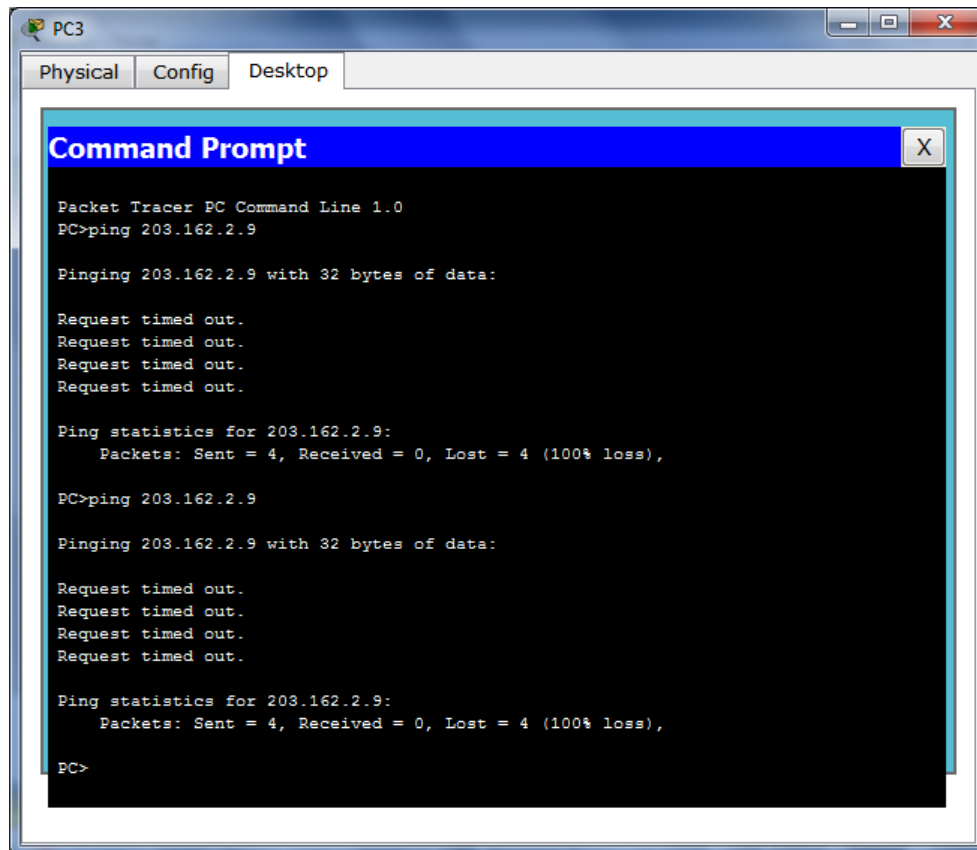 PC3
Physical Config Desktop
Command Prompt
X
Packet Tracer PC Command Line 1.0
PC>ping 203.162.2.9
Pinging 203.162.2.9 with 32 bytes of data:
Request timed out.
Request timed out.
Request timed out.
Request timed out.
Ping statistics for 203.162.2.9:
Packets: Sent = 4, Received = 0, Lost = 4 (100% loss),
PC>ping 203.162.2.9
Pinging 203.162.2.9 with 32 bytes of data:
Request timed out.
Request timed out.
Request timed out.
Request timed out.
Ping statistics for 203.162.2.9:
Packets: Sent = 4, Received = 0, Lost = 4 (100% loss),
PC>